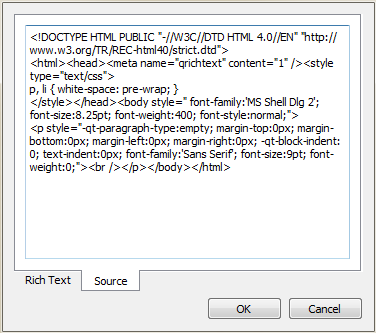 <!DOCTYPE HTML PUBLIC "-//W3C//DTD HTML 4.0//EN" "http://
www.w3.org/TR/REC-html40/strict.dtd">
<html><head><meta name="qrichtext" content="1" /><style
type="text/css">
p, li { white-space: pre-wrap; }
</style></head><body style=" font-family:'MS Shell Dlg 2';
font-size:8.25pt; font-weight:400; font-style:normal;">
<p style="-qt-paragraph-type:empty; margin-top:0px; margin-
bottom:0px; margin-left:0px; margin-right:0px; -qt-block-indent:
0; text-indent:0px; font-family:'Sans Serif'; font-size:9pt; font-
weight:0;"><br /></p></body></html>
Rich Text
Source
OK
Cancel